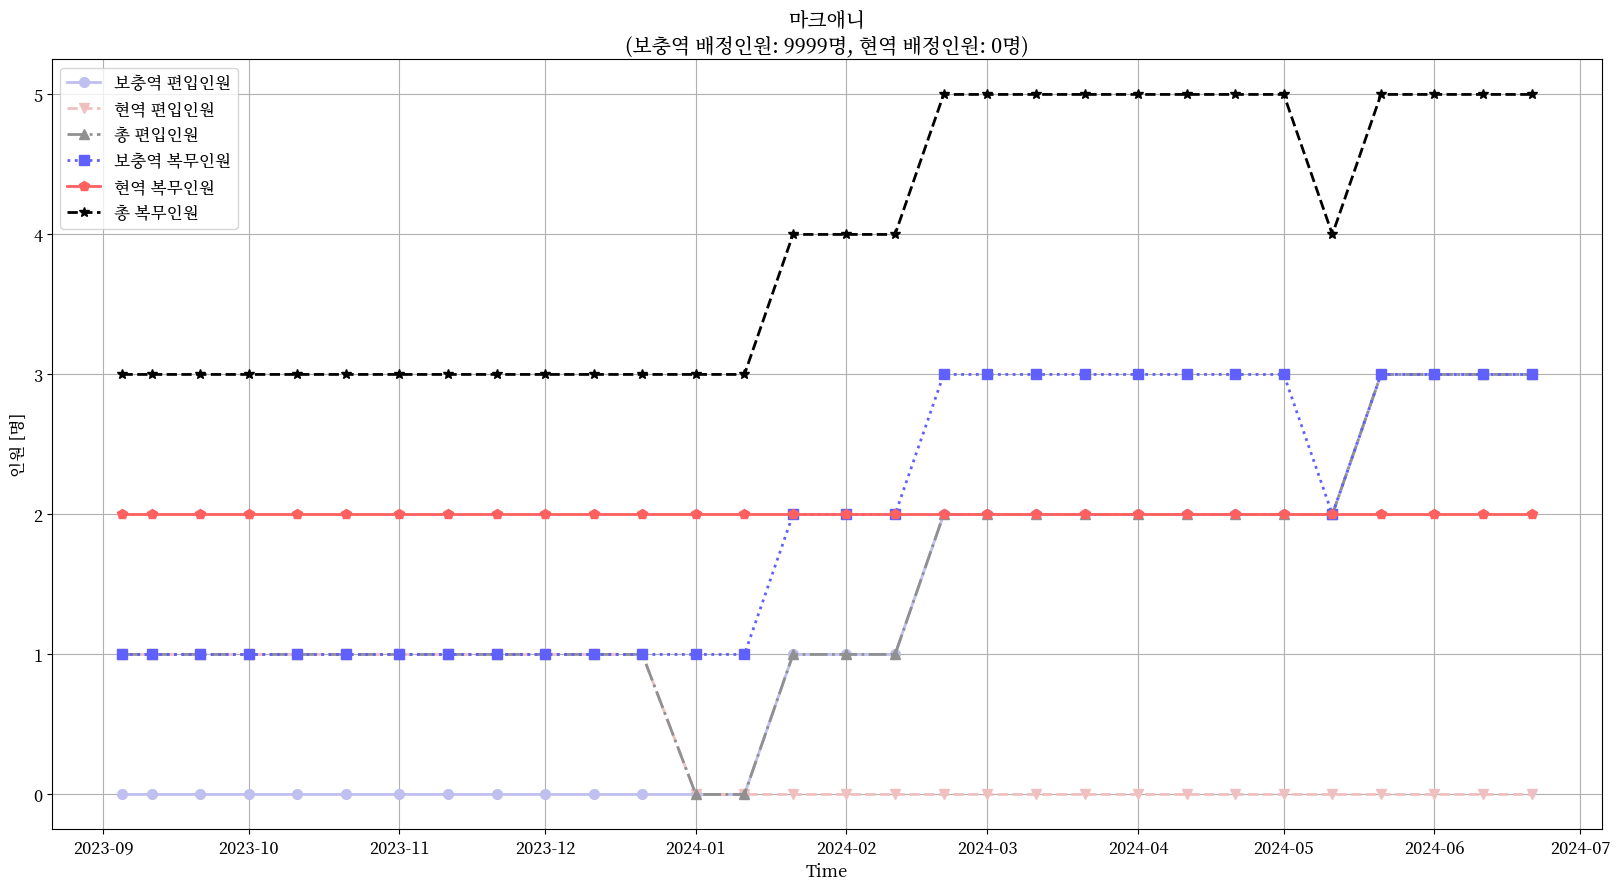 마크애니
(보충역 배정인원: 9999명, 현역 배정인원: 0명)
보충역 편입인원
현역 편입인원
총 편입인원
보충역 복무인원
현역 복무인원
총 복무인원
인원 [명]
5
4
3
2
1
0
2023-09
2023-10
2023-11
2023-12
2024-01
2024-02
2024-03
2024-04
2024-05
2024-06
2024-07
Time